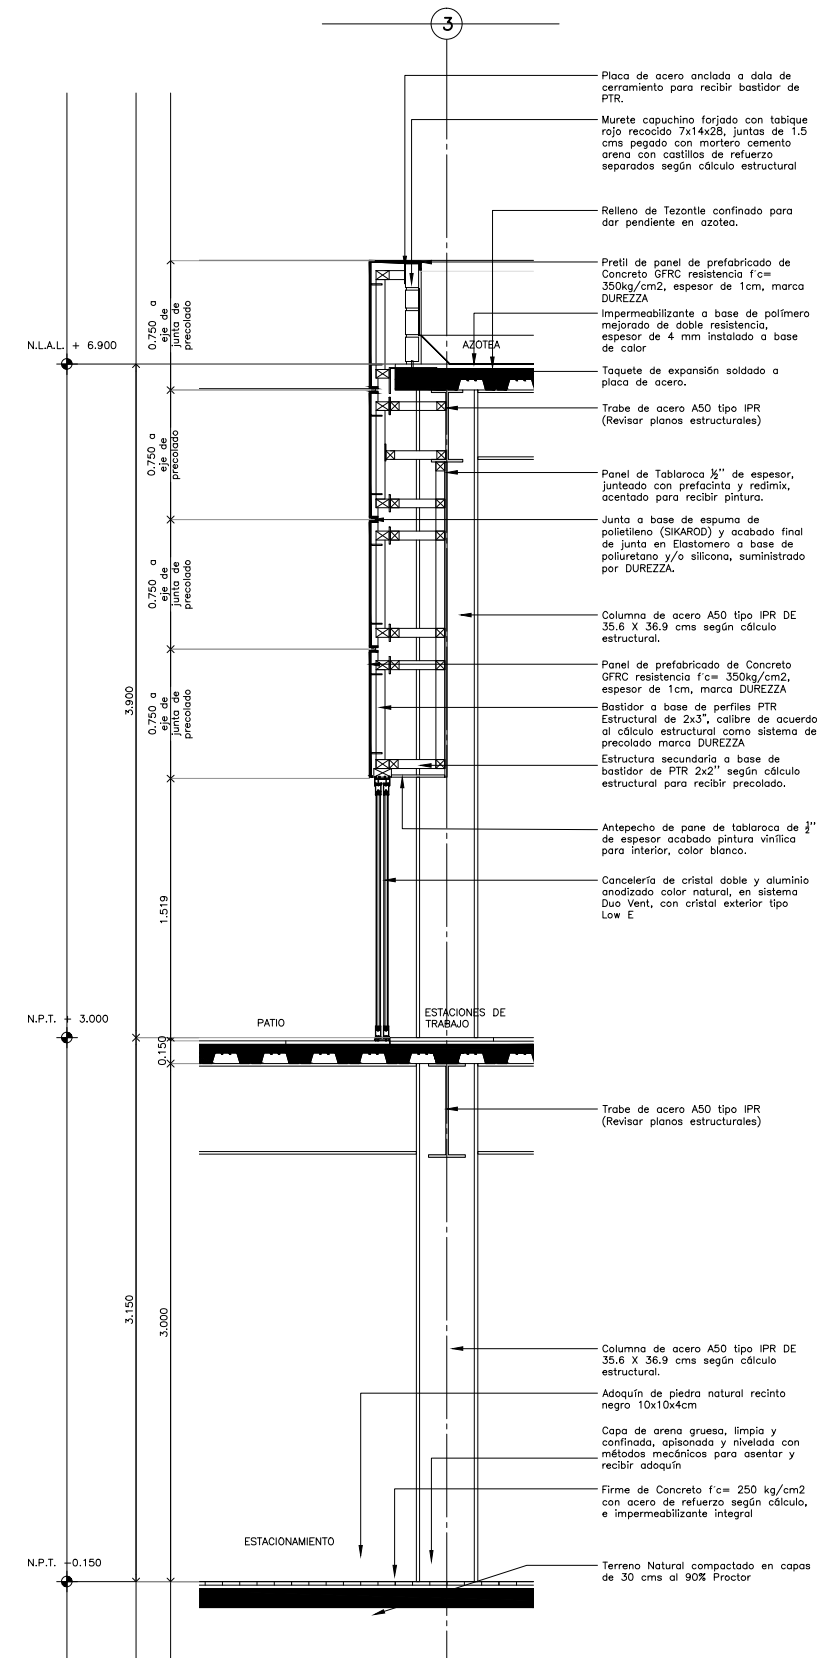 3
Placa de acero anclada a dala de
cerramiento para recibir bastidor de
PTR.
Murete capuchino forjado con tabique
rojo recocido 7x14x28, juntas de 1.5
cms pegado con mortero cemento
arena con castillos de refuerzo
separados según cálculo estructural
Relleno de Tezontle confinado para
dar pendiente en azotea.
Pretil de panel de prefabricado de
Concreto GFRC resistencia f'c=
350kg/cm2, espesor de 1cm, marca
DUREZZA
Impermeabilizante a base de polímero
mejorado de doble resistencia,
espesor de 4 mm instalado a base
de calor
Taquete de expansión soldado a
placa de acero.
Trabe de acero A50 tipo IPR
(Revisar planos estructurales)
Panel de Tablaroca ½'' de espesor,
junteado con prefacinta y redimix,
acentado para recibir pintura.
Junta a base de espuma de
polietileno (SIKAROD) y acabado final
de junta en Elastomero a base de
poliuretano y/o silicona, suministrado
por DUREZZA.
Columna de acero A50 tipo IPR DE
35.6 X 36.9 cms según cálculo
estructural.
Panel de prefabricado de Concreto
GFRC resistencia f'c= 350kg/cm2,
espesor de 1cm, marca DUREZZA
Bastidor a base de perfiles PTR
Estructural de 2x3", calibre de acuerdo
al cálculo estructural como sistema de
precolado marca DUREZZA
Estructura secundaria a base de
bastidor de PTR 2x2'' según cálculo
estructural para recibir precolado.
Antepecho de pane de tablaroca de ½''
de espesor acabado pintura vinílica
para interior, color blanco.
Cancelería de cristal doble y aluminio
anodizado color natural, en sistema
Duo Vent, con cristal exterior tipo
Low E
Trabe de acero A50 tipo IPR
(Revisar planos estructurales)
Columna de acero A50 tipo IPR DE
35.6 X 36.9 cms según cálculo
estructural.
Adoquín de piedra natural recinto
negro 10x10x4cm
Capa de arena gruesa, limpia y
confinada, apisonada y nivelada con
métodos mecánicos para asentar y
recibir adoquín
Firme de Concreto f'c= 250 kg/cm2
con acero de refuerzo según cálculo,
e impermeabilizante integral
Terreno Natural compactado en capas
de 30 cms al 90% Proctor
N.L.A.L. + 6.900
AZOTEA
0.750 a
eje de
junta de
precolado
0.750 a
eje de
precolado
0.750 a
eje de
junta de
precolado
0.750 a
eje de
junta de
precolado
3.900
1.519
N.P.T. + 3.000
PATIO
ESTACIONES DE
TRABAJO
0.150
3.150
3.000
ESTACIONAMIENTO
N.P.T. -0.150